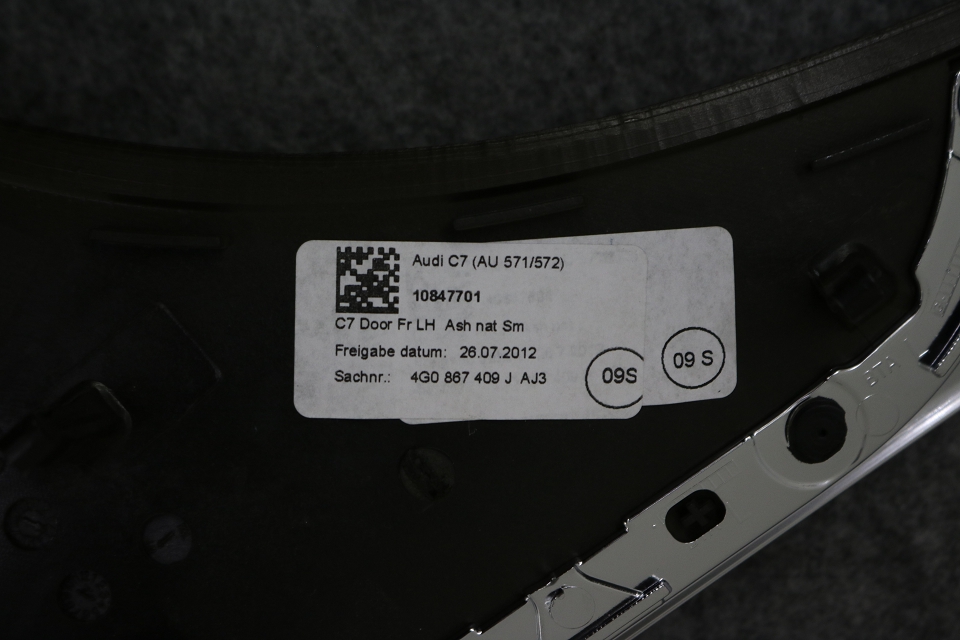 Audi C7 (AU 571/572)
10847701
C7 Door Fr LH Ash nat Sm
Freigabe datum: 26.07.2012
Sachnr.: 4G0 867 409 J AJ3
09S
09 S